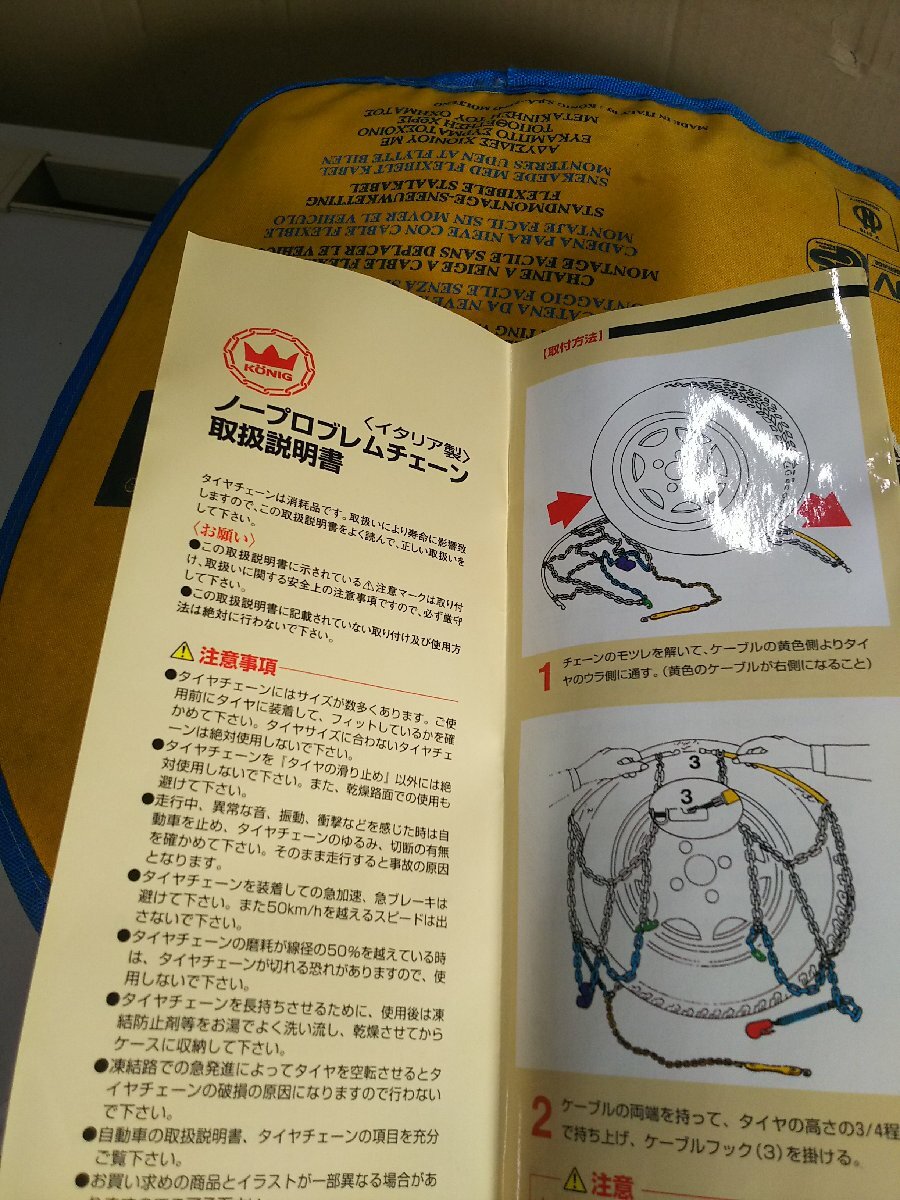 MADE IN ITALY by: KÖNIG S.p.A.
ΑΛΥΣΙΔΕΣ ΧΙΟΝΙΟΥ ΜΕ
ΕΥΚΑΜΠΤΟ ΣΥΡΜΑΤΟΣΧΟΙΝΟ
ΤΟΠΟΘΕΤΗΣΗ ΧΩΡΙΣ
ΜΕΤΑΚΙΝΗΣΗ ΤΟΥ ΟΧΗΜΑΤΟΣ
SNEKAEDE MED FLEXIBELT KABEL
MONTERES UDEN AT FLYTTE BILEN
STANDMONTAGE-SNEEUWKETTING
FLEXIBELE STAALKABEL
CADENA PARA NIEVE CON CABLE FLEXIBLE
MONTAJE FACIL SIN MOVER EL VEHICULO
CHAINE A NEIGE A CABLE FLE
MONTAGE FACILE SANS DEPLACER LE VEHIC
CATENA DA NEVE
MONTAGGIO FACILE SENZA S
KÖNIG
ノープロブレムチェーン
〈イタリア製〉
取扱説明書
タイヤチェーンは消耗品です。取扱いにより寿命に影響致
しますので、この取扱説明書をよく読んで、正しい取扱いを
して下さい。
〈お願い〉
●この取扱説明書に示されている⚠注意マークは取り付
け、取扱いに関する安全上の注意事項ですので、必ず厳守
して下さい。
●この取扱説明書に記載されていない取り付け及び使用方
法は絶対に行わないで下さい。
⚠注意事項
●タイヤチェーンにはサイズが数多くあります。ご使
用前にタイヤに装着して、フィットしているかを確
かめて下さい。タイヤサイズに合わないタイヤチェ
ーンは絶対使用しないで下さい。
●タイヤチェーンを『タイヤの滑り止め』以外には絶
対使用しないで下さい。また、乾燥路面での使用も
避けて下さい。
●走行中、異常な音、振動、衝撃などを感じた時は自
動車を止め、タイヤチェーンのゆるみ、切断の有無
を確かめて下さい。そのまま走行すると事故の原因
となります。
●タイヤチェーンを装着しての急加速、急ブレーキは
避けて下さい。また50km/hを越えるスピードは出
さないで下さい。
●タイヤチェーンの磨耗が線径の50%を越えている時
は、タイヤチェーンが切れる恐れがありますので、使
用しないで下さい。
●タイヤチェーンを長持ちさせるために、使用後は凍
結防止剤等をお湯でよく洗い流し、乾燥させてから
ケースに収納して下さい。
●凍結路での急発進によってタイヤを空転させるとタ
イヤチェーンの破損の原因になりますので行わない
で下さい。
●自動車の取扱説明書、タイヤチェーンの項目を充分
ご覧下さい。
●お買い求めの商品とイラストが一部異なる場合があ
【取付方法】
1 チェーンのモツレを解いて、ケーブルの黄色側よりタイ
ヤのウラ側に通す。(黄色のケーブルが右側になること)
3
3
2 ケーブルの両端を持って、タイヤの高さの3/4程
で持ち上げ、ケーブルフック(3)を掛ける。
⚠注意